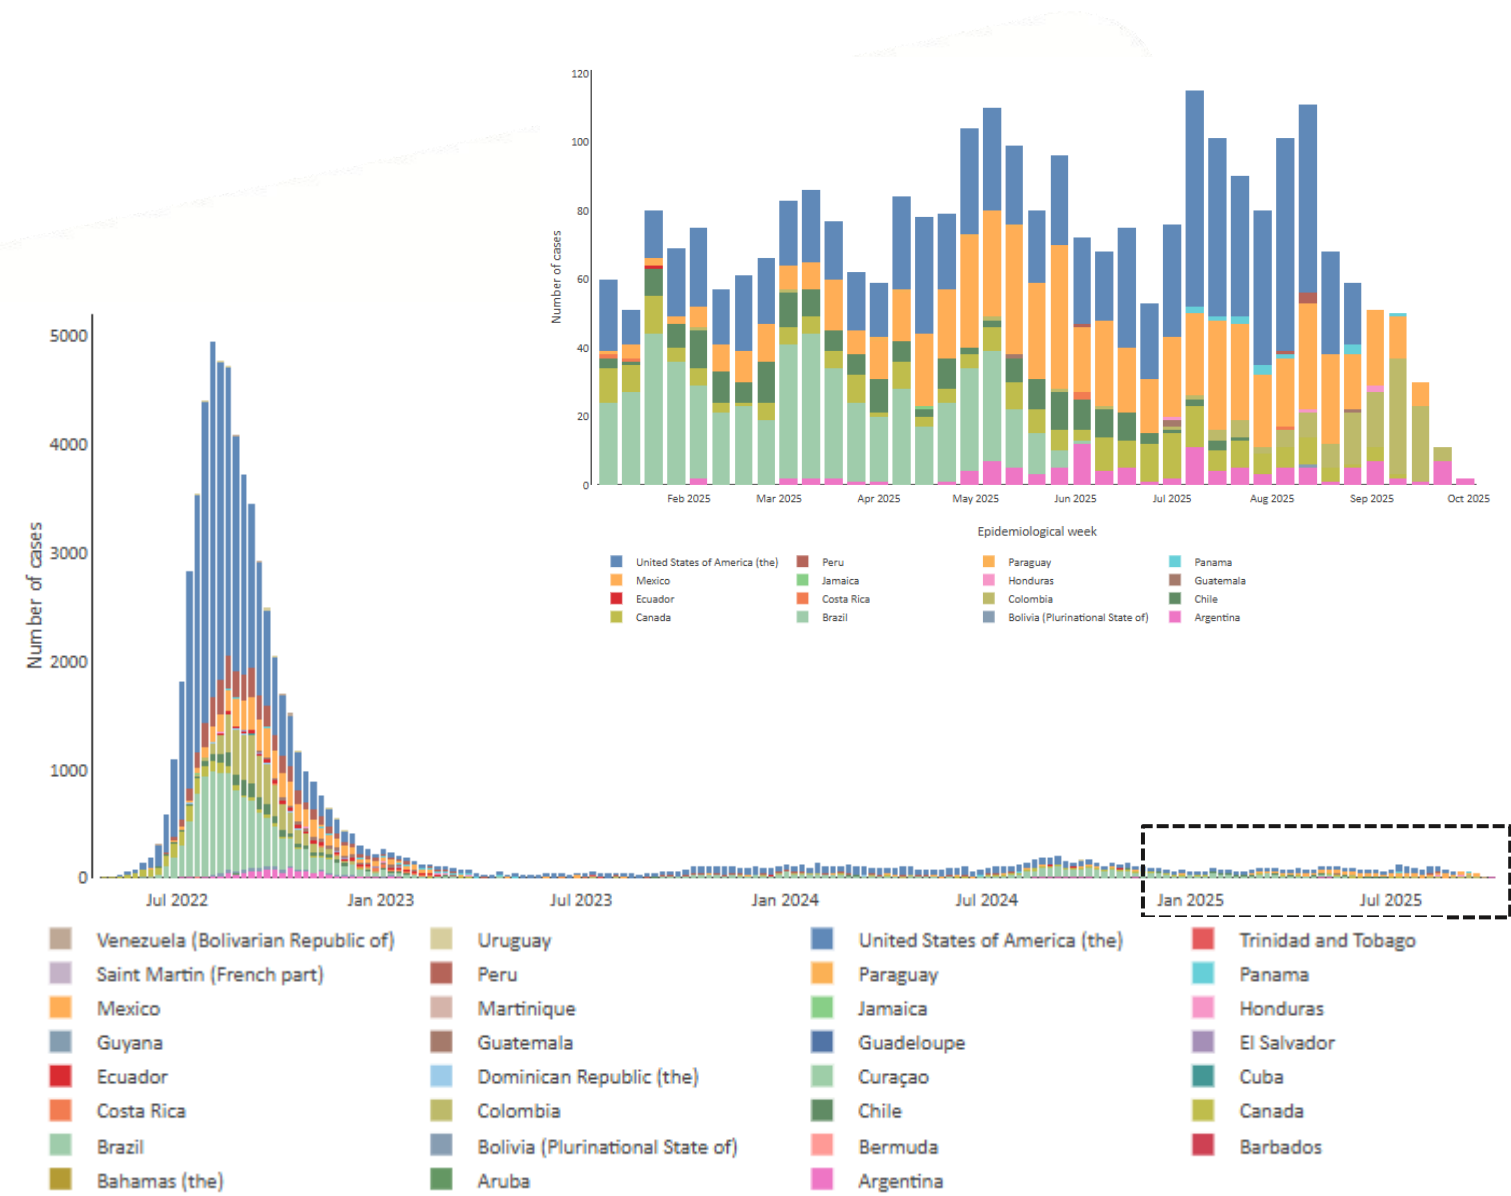 120
100
80
60
40
20
0
Number of cases
Feb 2025 Mar 2025 Apr 2025 May 2025 Jun 2025 Jul 2025 Aug 2025 Sep 2025 Oct 2025
Epidemiological week
United States of America (the) Peru Paraguay Panama
Mexico Jamaica Honduras Guatemala
Ecuador Costa Rica Colombia Chile
Canada Brazil Bolivia (Plurinational State of) Argentina
5000
4000
3000
2000
1000
0
Number of cases
Jul 2022 Jan 2023 Jul 2023 Jan 2024 Jul 2024 Jan 2025 Jul 2025
Venezuela (Bolivarian Republic of) Uruguay United States of America (the) Trinidad and Tobago
Saint Martin (French part) Peru Paraguay Panama
Mexico Martinique Jamaica Honduras
Guyana Guatemala Guadeloupe El Salvador
Ecuador Dominican Republic (the) Curaçao Cuba
Costa Rica Colombia Chile Canada
Brazil Bolivia (Plurinational State of) Bermuda Barbados
Bahamas (the) Aruba Argentina